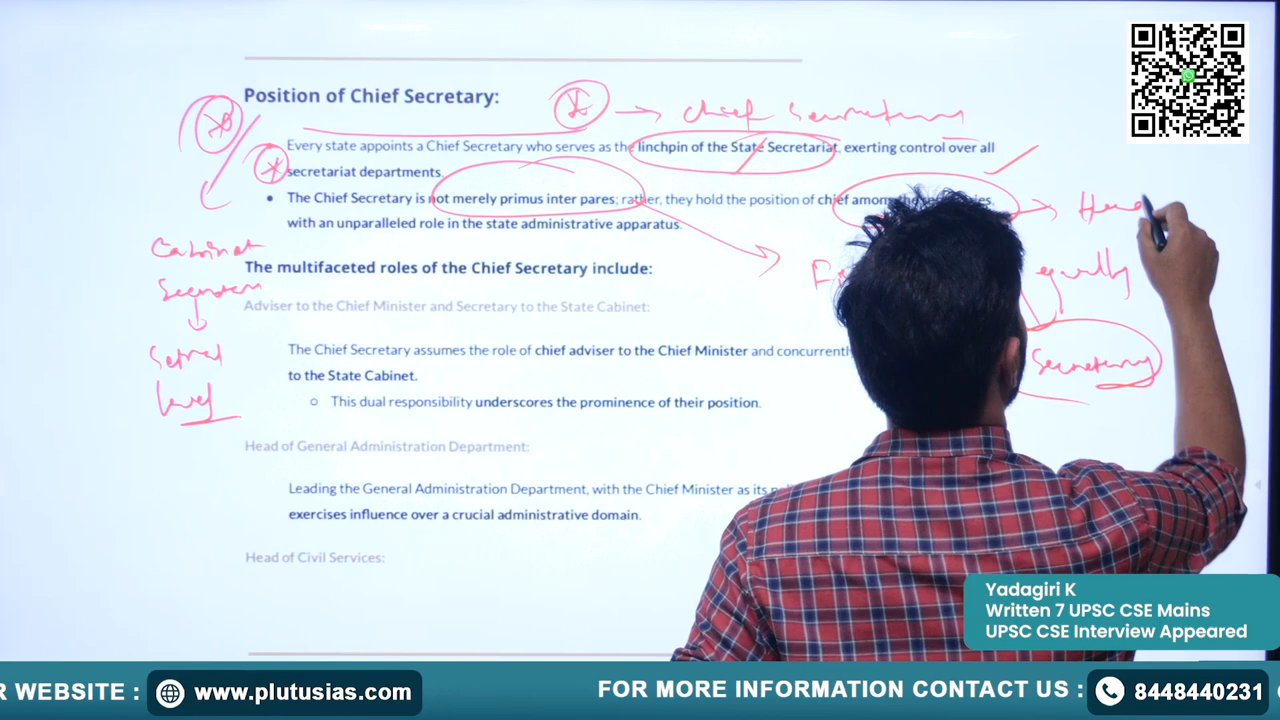 Position of Chief Secretary:
→ chief Secretary
Every state appoints a Chief Secretary who serves as the linchpin of the State Secretariat, exerting control over all
secretariat departments.
The Chief Secretary is not merely primus inter pares; rather, they hold the position of chief among the
with an unparalleled role in the state administrative apparatus.
Cabinet
Secretary
level
equally
Secretary
The multifaceted roles of the Chief Secretary include:
Adviser to the Chief Minister and Secretary to the State Cabinet:
The Chief Secretary assumes the role of chief adviser to the Chief Minister and concurrently
to the State Cabinet.
This dual responsibility underscores the prominence of their position.
Head of General Administration Department:
Leading the General Administration Department, with the Chief Minister as its
exercises influence over a crucial administrative domain.
Head of Civil Services:
Yadagiri K
Written 7 UPSC CSE Mains
UPSC CSE Interview Appeared
R WEBSITE : www.plutusias.com
FOR MORE INFORMATION CONTACT US : 8448440231